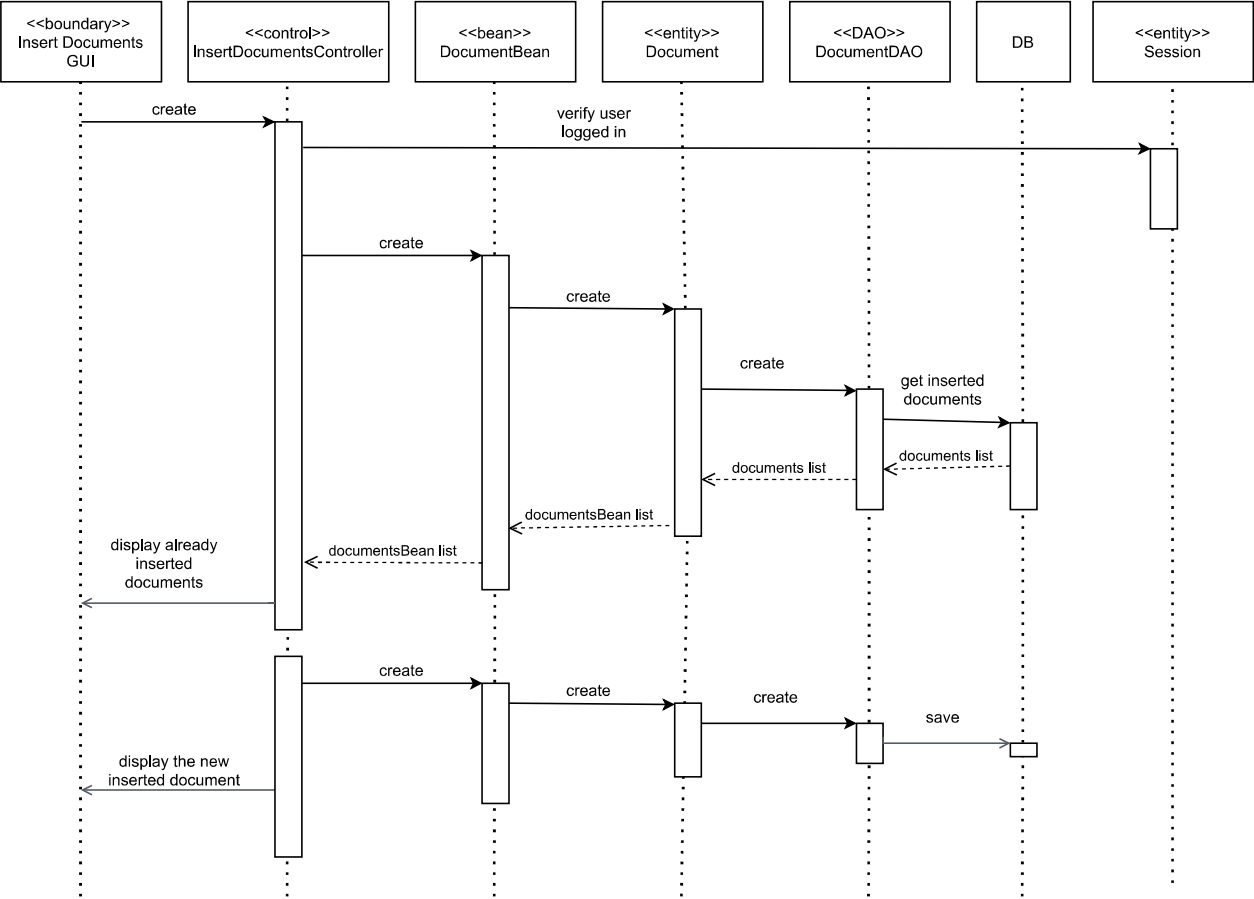 <<boundary>>
Insert Documents
GUI
<<control>>
InsertDocumentsController
<<bean>>
DocumentBean
<<entity>>
Document
<<DAO>>
DocumentDAO
DB
<<entity>>
Session
create
verify user
logged in
create
create
create
get inserted
documents
documents list
documents list
documentsBean list
documentsBean list
display already
inserted
documents
create
create
create
save
display the new
inserted document